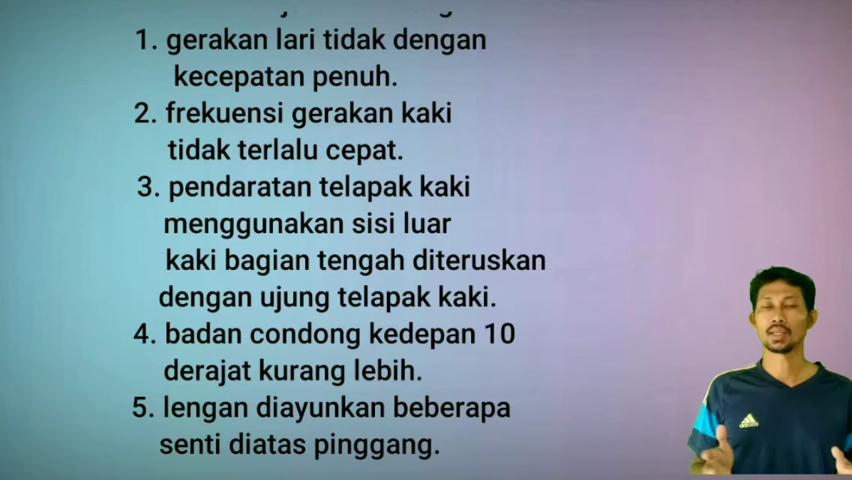 1. gerakan lari tidak dengan
kecepatan penuh.
2. frekuensi gerakan kaki
tidak terlalu cepat.
3. pendaratan telapak kaki
menggunakan sisi luar
kaki bagian tengah diteruskan
dengan ujung telapak kaki.
4. badan condong kedepan 10
derajat kurang lebih.
5. lengan diayunkan beberapa
senti diatas pinggang.
adidas